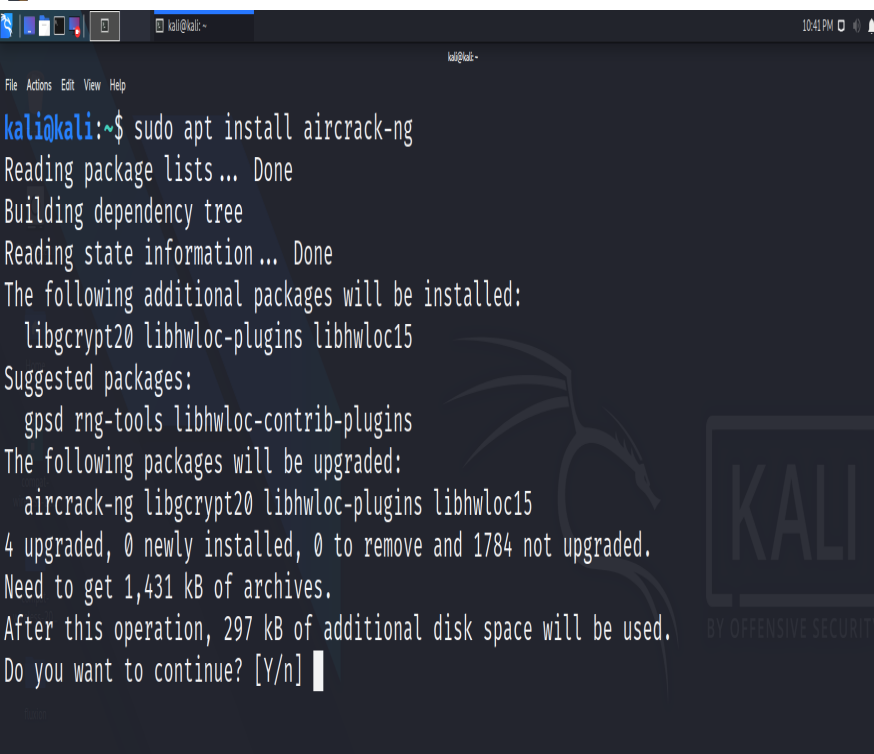 kali@kali: ~
10:41 PM
kali@kali: ~
File Actions Edit View Help
kali@kali:~$ sudo apt install aircrack-ng
Reading package lists... Done
Building dependency tree
Reading state information... Done
The following additional packages will be installed:
libgcrypt20 libhwloc-plugins libhwloc15
Suggested packages:
gpsd rng-tools libhwloc-contrib-plugins
The following packages will be upgraded:
aircrack-ng libgcrypt20 libhwloc-plugins libhwloc15
4 upgraded, 0 newly installed, 0 to remove and 1784 not upgraded.
Need to get 1,431 kB of archives.
After this operation, 297 kB of additional disk space will be used.
Do you want to continue? [Y/n]
KALI
BY OFFENSIVE SECURITY